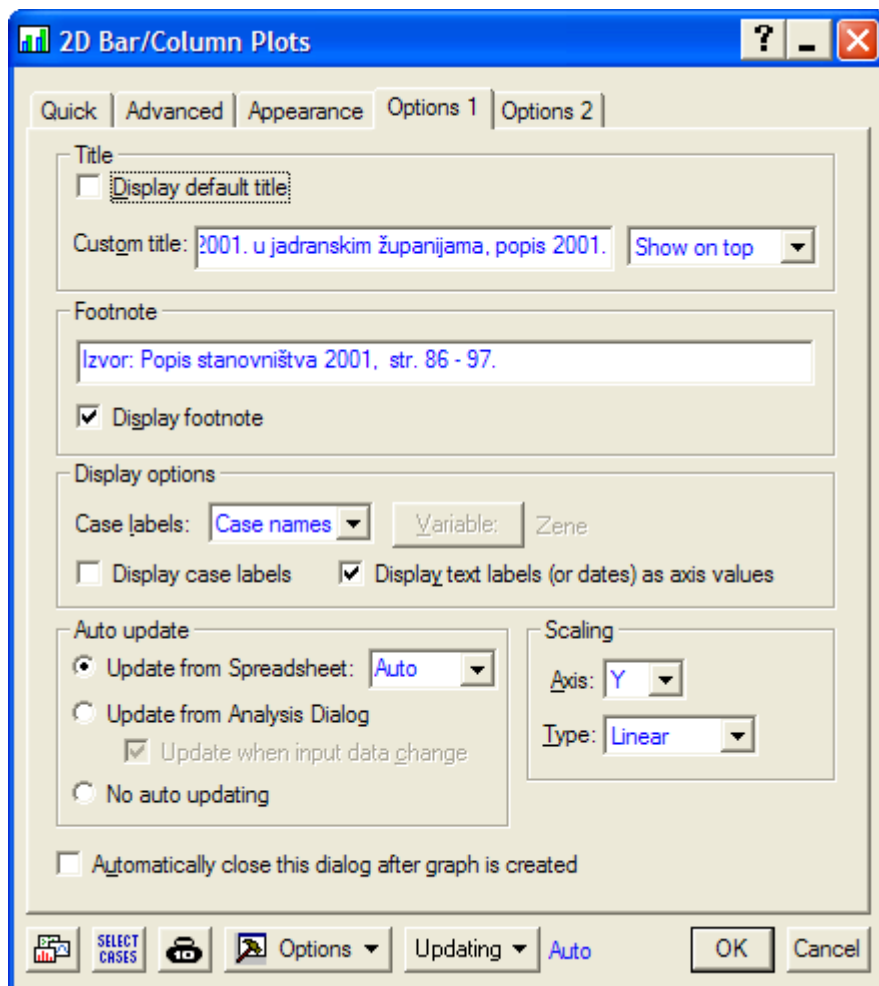 2D Bar/Column Plots
Quick Advanced Appearance Options 1 Options 2
Title
Display default title
Custom title: 2001. u jadranskim županijama, popis 2001. Show on top
Footnote
Izvor: Popis stanovništva 2001, str. 86 - 97.
Display footnote
Display options
Case labels: Case names Variable: Zene
Display case labels Display text labels (or dates) as axis values
Auto update
Update from Spreadsheet: Auto
Update from Analysis Dialog
Update when input data change
No auto updating
Scaling
Axis: Y
Type: Linear
Automatically close this dialog after graph is created
SELECT CASES Options Updating Auto OK Cancel